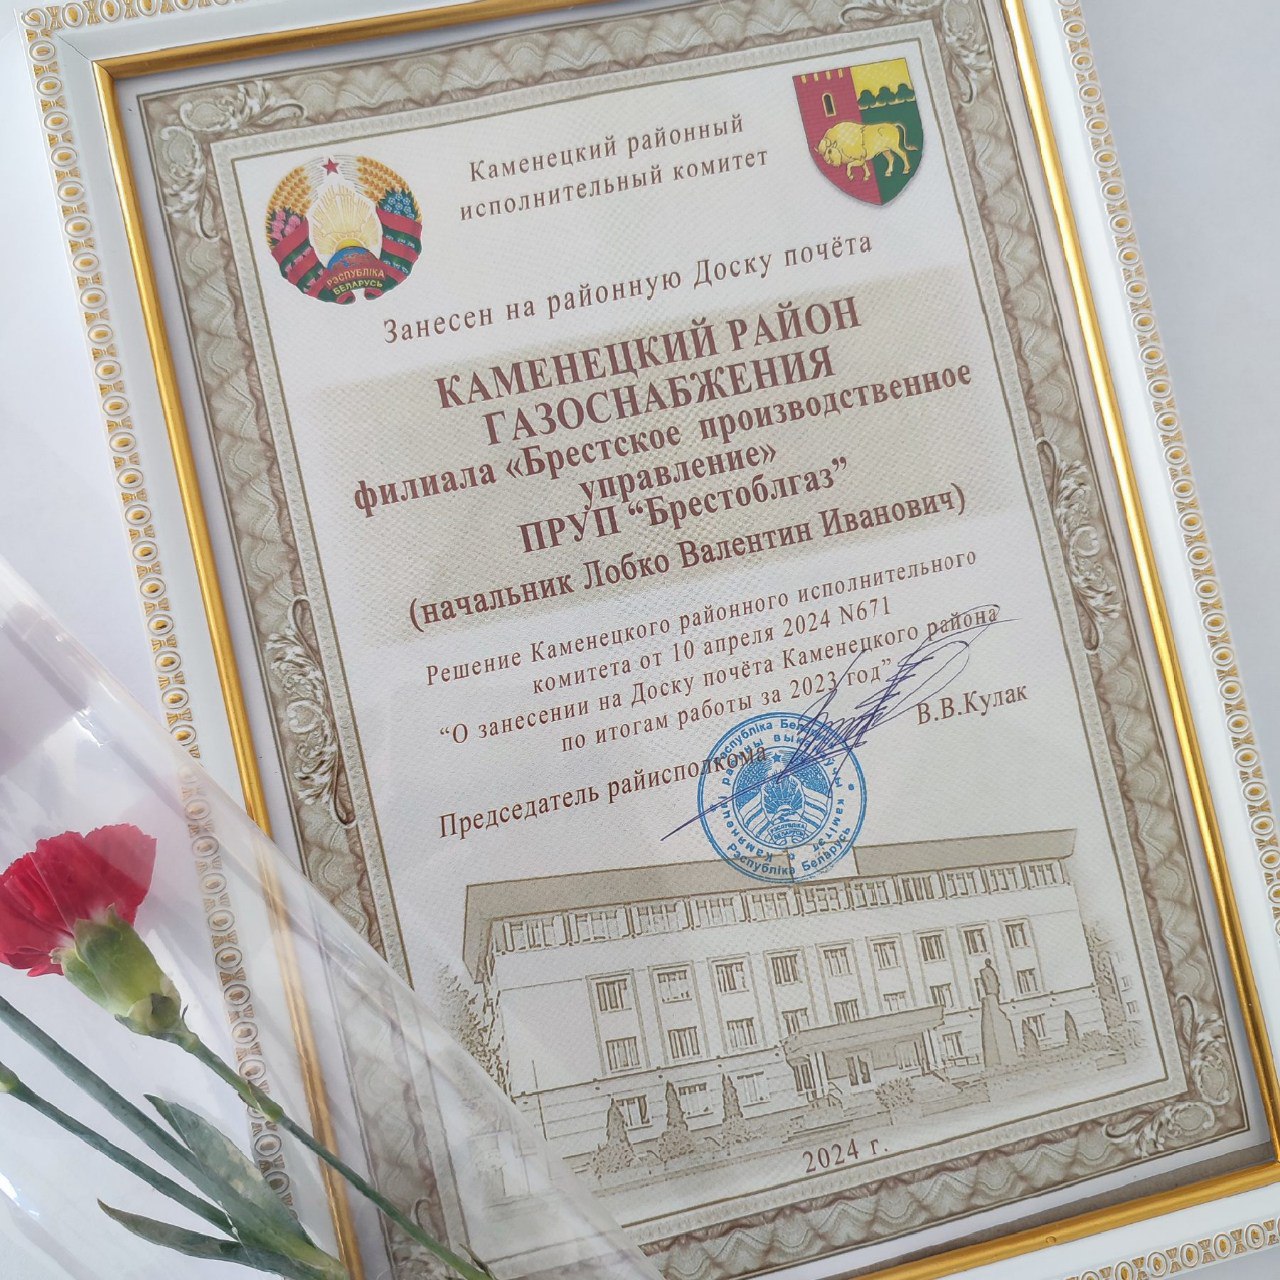 Каменецкий районный
исполнительный комитет
РЭСПУБЛІКА
БЕЛАРУСЬ
Занесен на районную Доску почёта
КАМЕНЕЦКИЙ РАЙОН
ГАЗОСНАБЖЕНИЯ
филиала «Брестское производственное
управление»
ПРУП “Брестоблгаз”
(начальник Лобко Валентин Иванович)
Решение Каменецкого районного исполнительного
комитета от 10 апреля 2024 N671
“О занесении на Доску почёта Каменецкого района
по итогам работы за 2023 год”
Председатель райисполкома
В.В.Кулак
Рэспубліка Беларусь
2024 г.